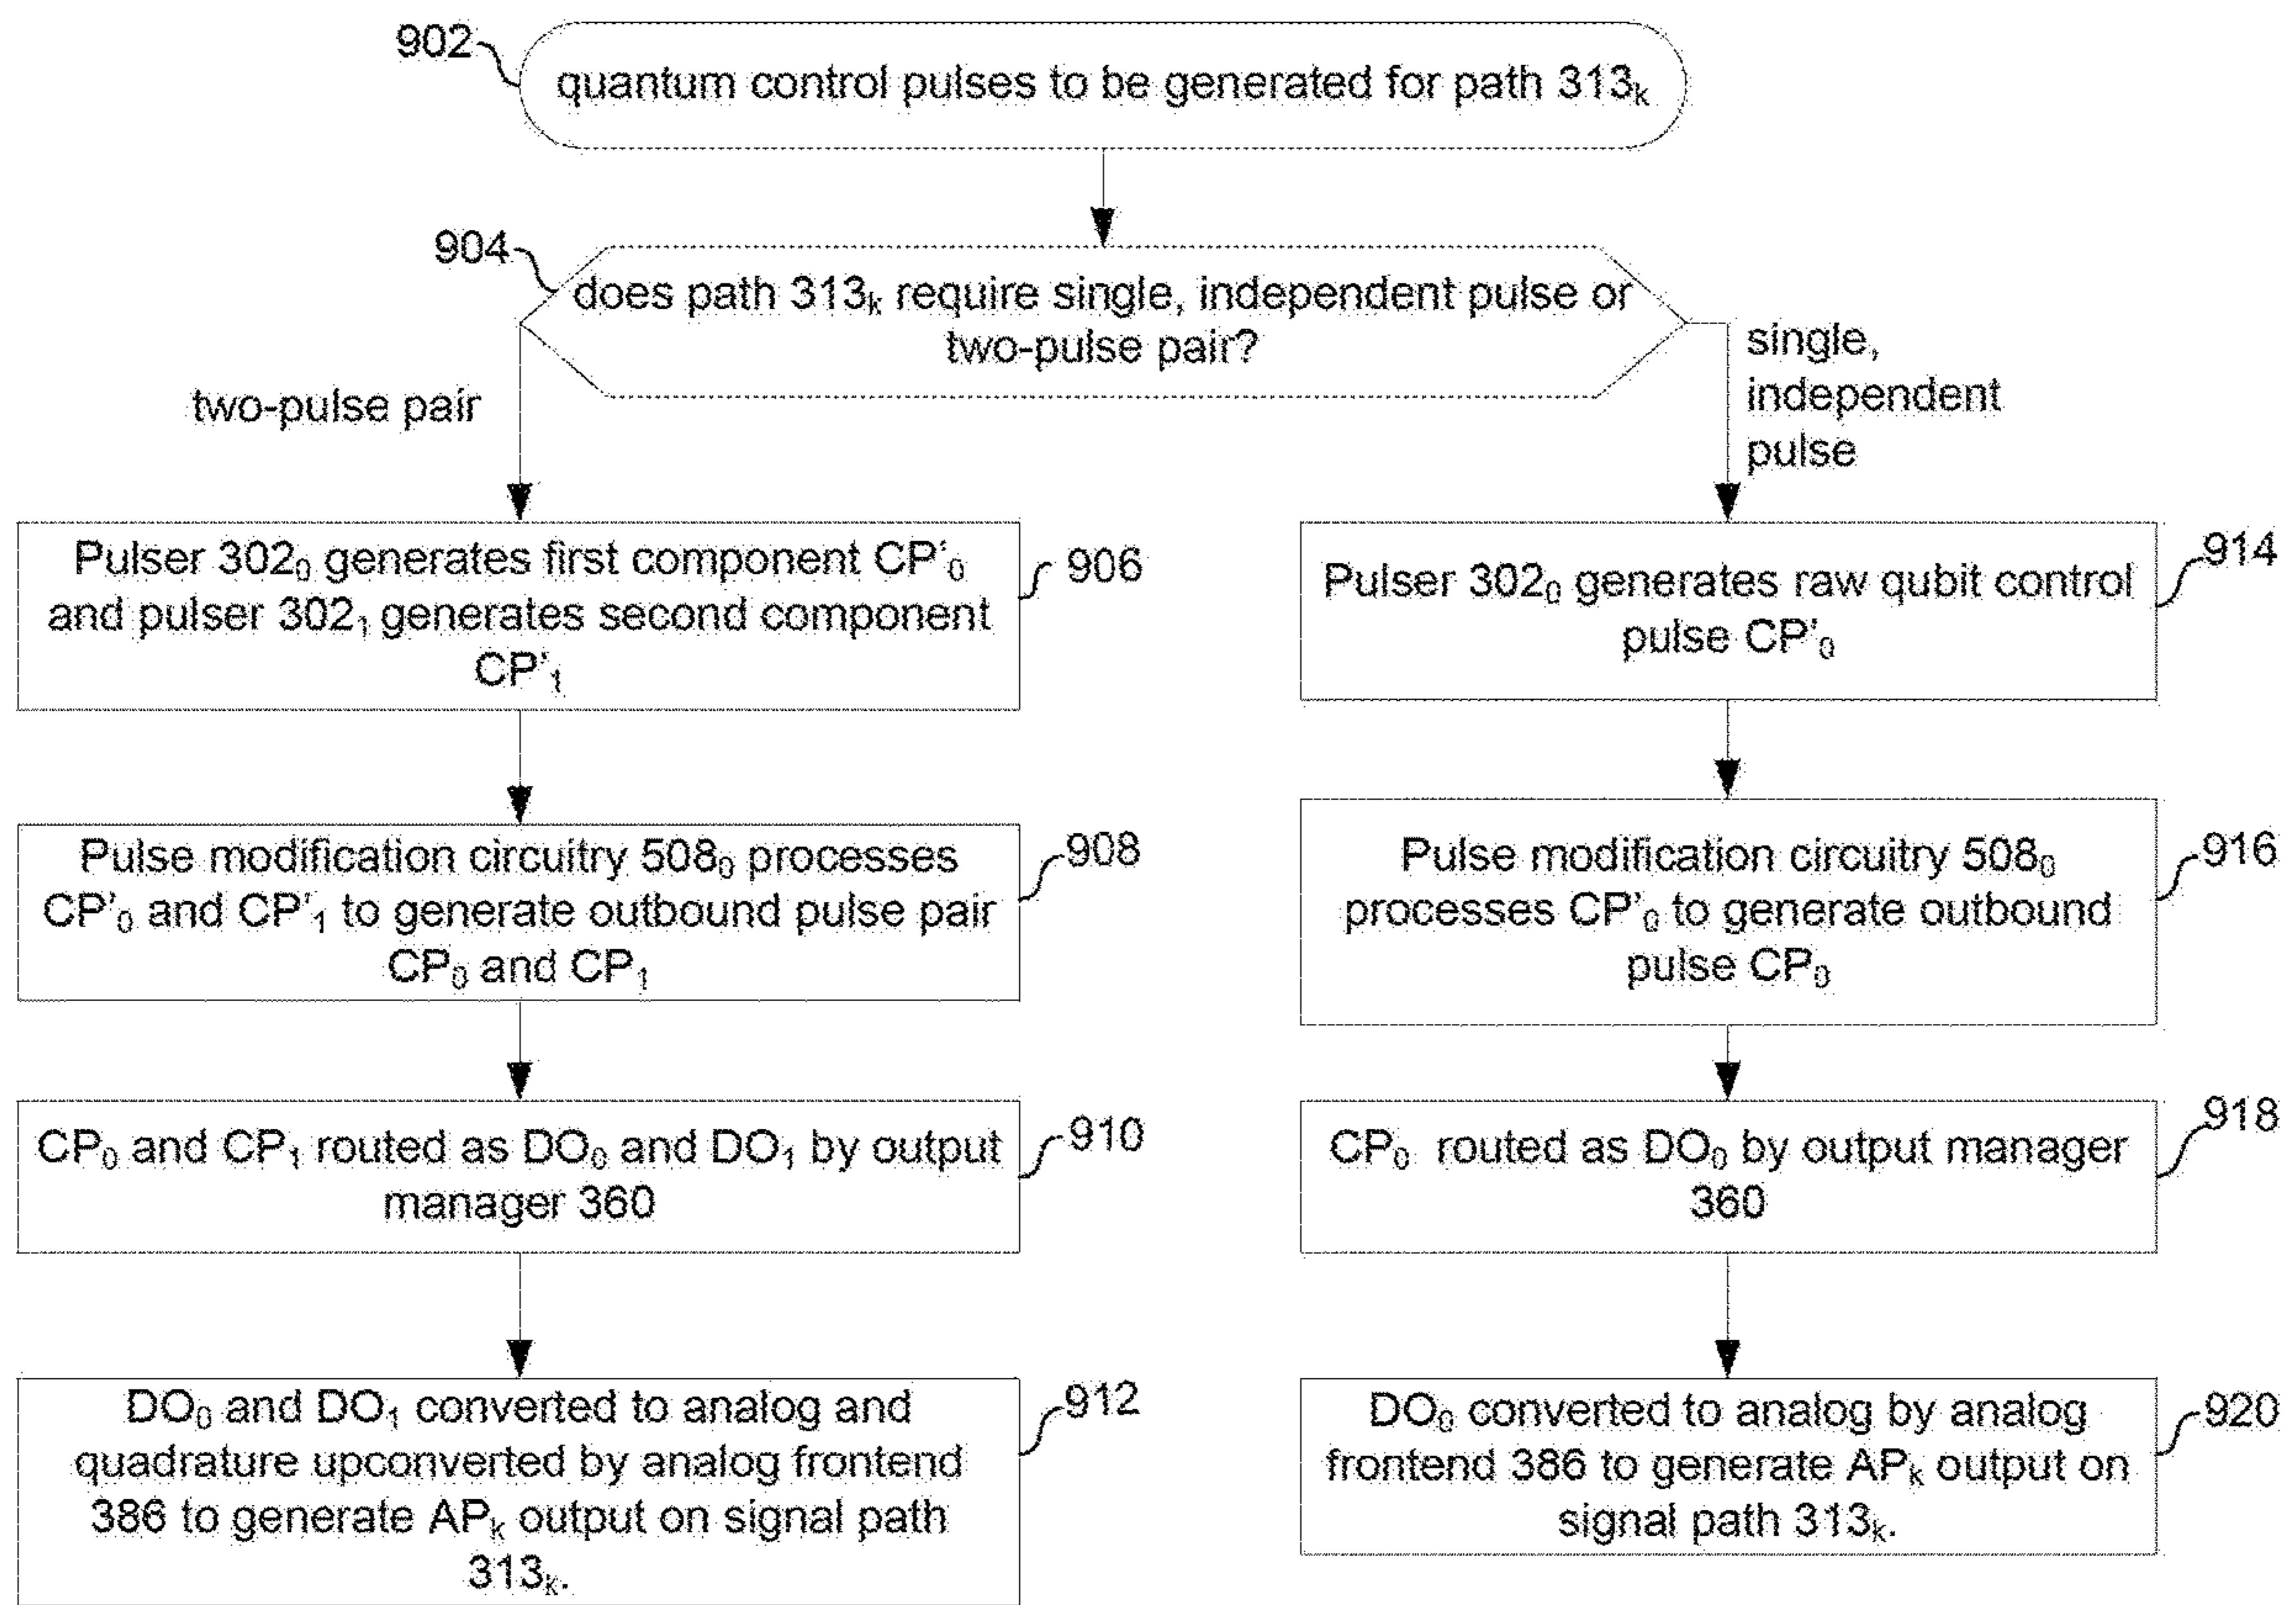 902
quantum control pulses to be generated for path 313ₖ
904
does path 313ₖ require single, independent pulse or
two-pulse pair?
two-pulse pair
single,
independent
pulse
Pulser 302₀ generates first component CP'₀
and pulser 302₁ generates second component
CP'₁
906
Pulse modification circuitry 508₀ processes
CP'₀ and CP'₁ to generate outbound pulse pair
CP₀ and CP₁
908
CP₀ and CP₁ routed as DO₀ and DO₁ by output
manager 360
910
DO₀ and DO₁ converted to analog and
quadrature upconverted by analog frontend
386 to generate APₖ output on signal path
313ₖ.
912
Pulser 302₀ generates raw qubit control
pulse CP'₀
914
Pulse modification circuitry 508₀
processes CP'₀ to generate outbound
pulse CP₀
916
CP₀ routed as DO₀ by output manager
360
918
DO₀ converted to analog by analog
frontend 386 to generate APₖ output on
signal path 313ₖ.
920